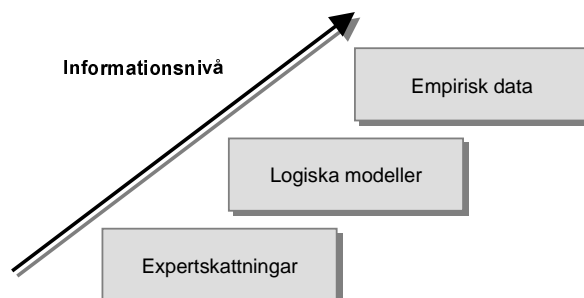 Informationsnivå
Empirisk data
Logiska modeller
Expertskattningar